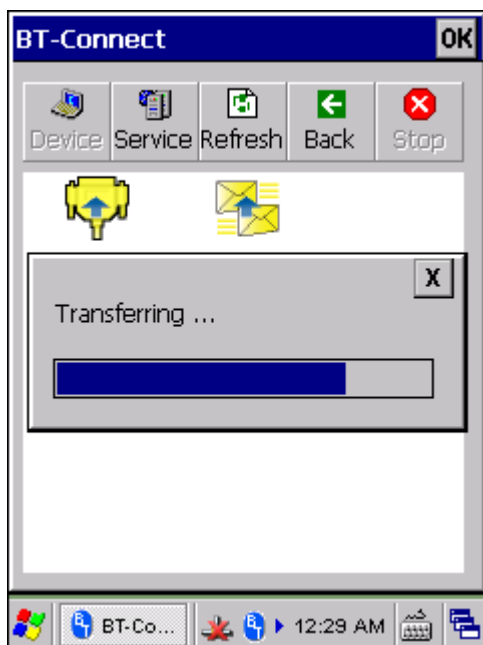 BT-Connect OK
Device Service Refresh Back Stop
X
Transferring ...
BT-Co... 12:29 AM